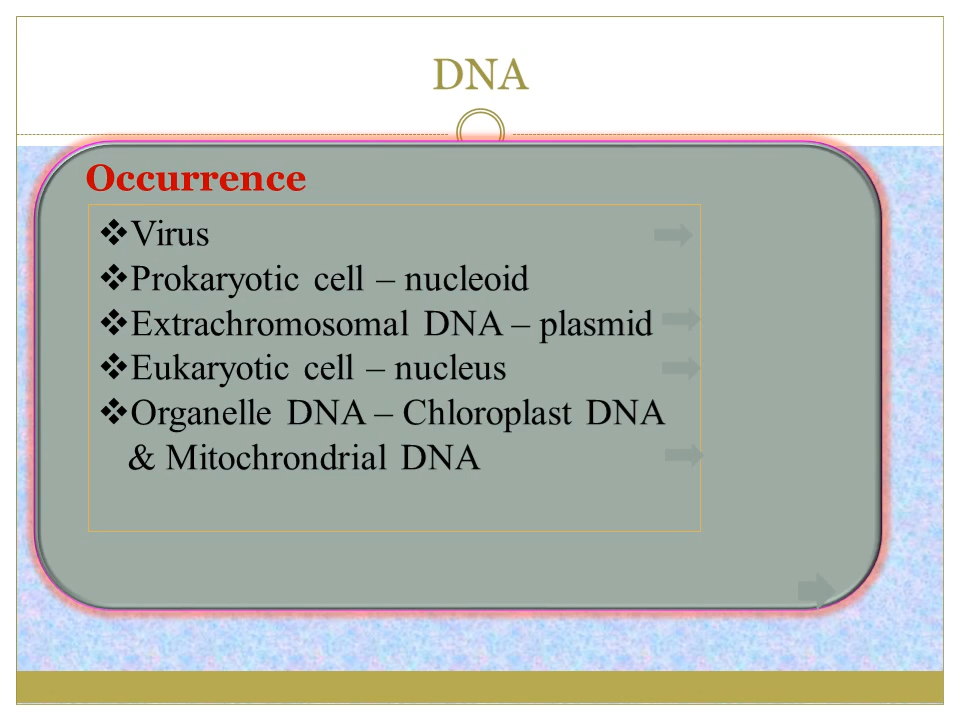 DNA
Occurrence
❖Virus
❖Prokaryotic cell – nucleoid
❖Extrachromosomal DNA – plasmid
❖Eukaryotic cell – nucleus
❖Organelle DNA – Chloroplast DNA
& Mitochrondrial DNA